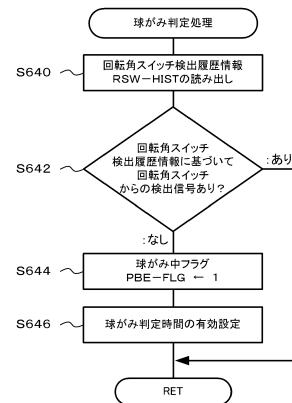 球がみ判定処理
S640
回転角スイッチ検出履歴情報
RSW－HISTの読み出し
S642
回転角スイッチ
検出履歴情報に基づいて
回転角スイッチ
からの検出信号あり？
：あり
：なし
S644
球がみ中フラグ
PBE－FLG ← 1
S646
球がみ判定時間の有効設定
RET